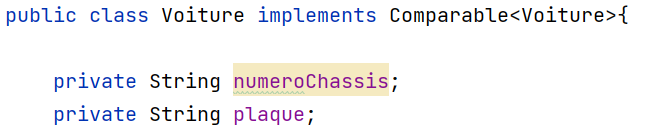 public class Voiture implements Comparable<Voiture>{
private String numeroChassis;
private String plaque;